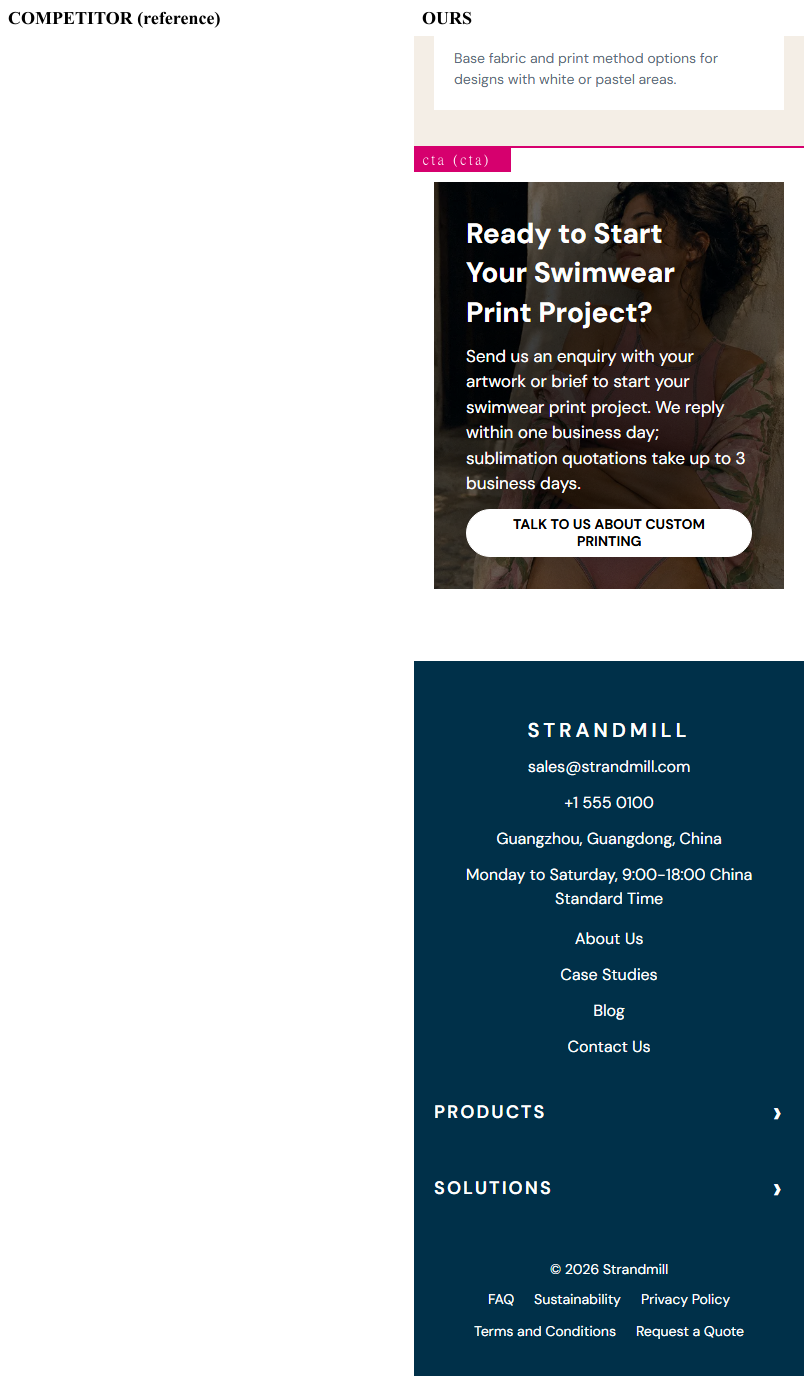 COMPETITOR (reference)
OURS
Base fabric and print method options for
designs with white or pastel areas.
cta (cta)
Ready to Start
Your Swimwear
Print Project?
Send us an enquiry with your
artwork or brief to start your
swimwear print project. We reply
within one business day;
sublimation quotations take up to 3
business days.
TALK TO US ABOUT CUSTOM
PRINTING
STRANDMILL
sales@strandmill.com
+1 555 0100
Guangzhou, Guangdong, China
Monday to Saturday, 9:00-18:00 China
Standard Time
About Us
Case Studies
Blog
Contact Us
PRODUCTS
SOLUTIONS
© 2026 Strandmill
FAQ Sustainability Privacy Policy
Terms and Conditions Request a Quote